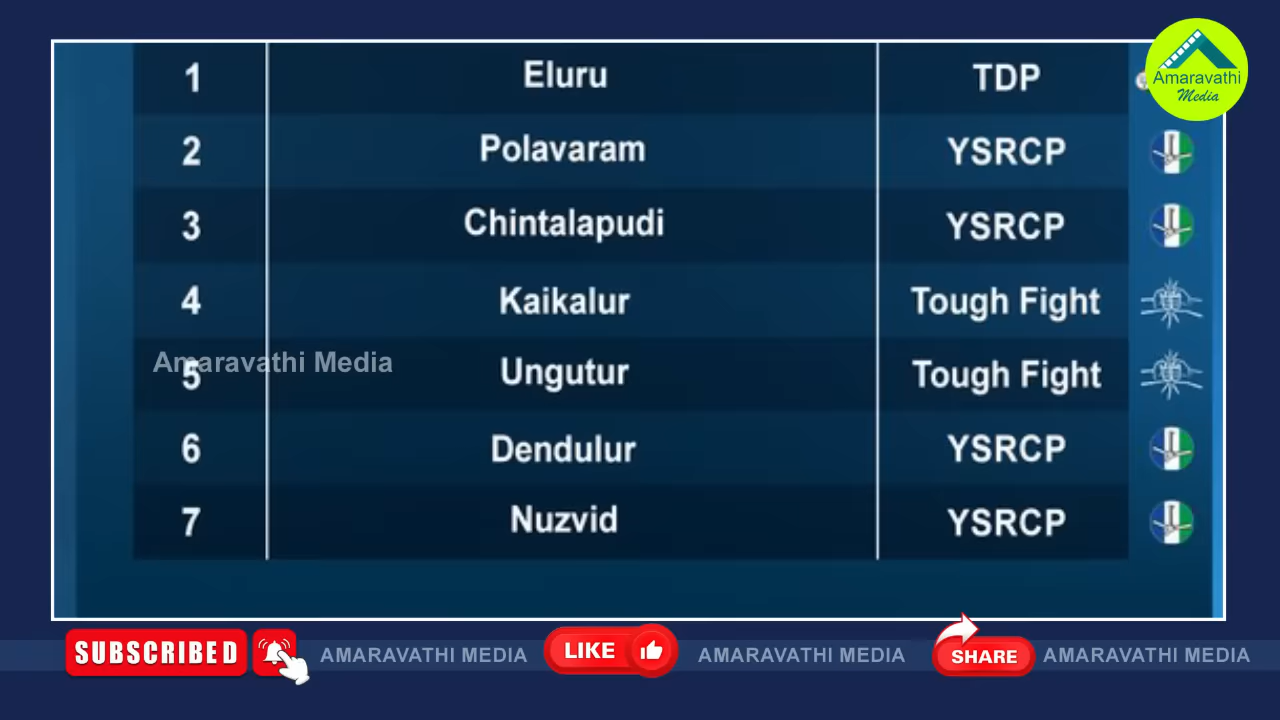 1 Eluru TDP
Amaravathi
Media
2 Polavaram YSRCP
3 Chintalapudi YSRCP
4 Kaikalur Tough Fight
Amaravathi Media
5 Ungutur Tough Fight
6 Dendulur YSRCP
7 Nuzvid YSRCP
SUBSCRIBED AMARAVATHI MEDIA LIKE AMARAVATHI MEDIA SHARE AMARAVATHI MEDIA